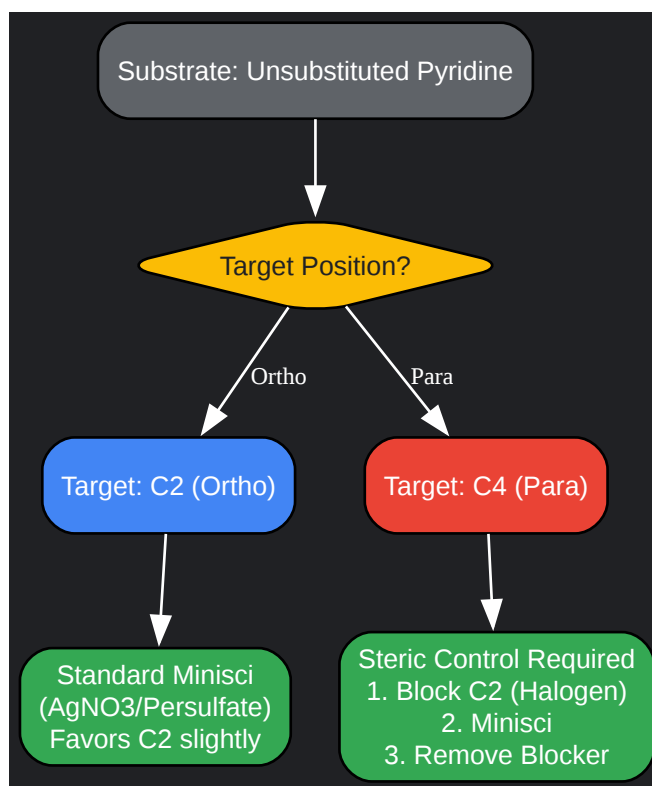 Substrate: Unsubstituted Pyridine
Target Position?
Ortho
Para
Target: C2 (Ortho)
Target: C4 (Para)
Standard Minisci
(AgNO3/Persulfate)
Favors C2 slightly
Steric Control Required
1. Block C2 (Halogen)
2. Minisci
3. Remove Blocker